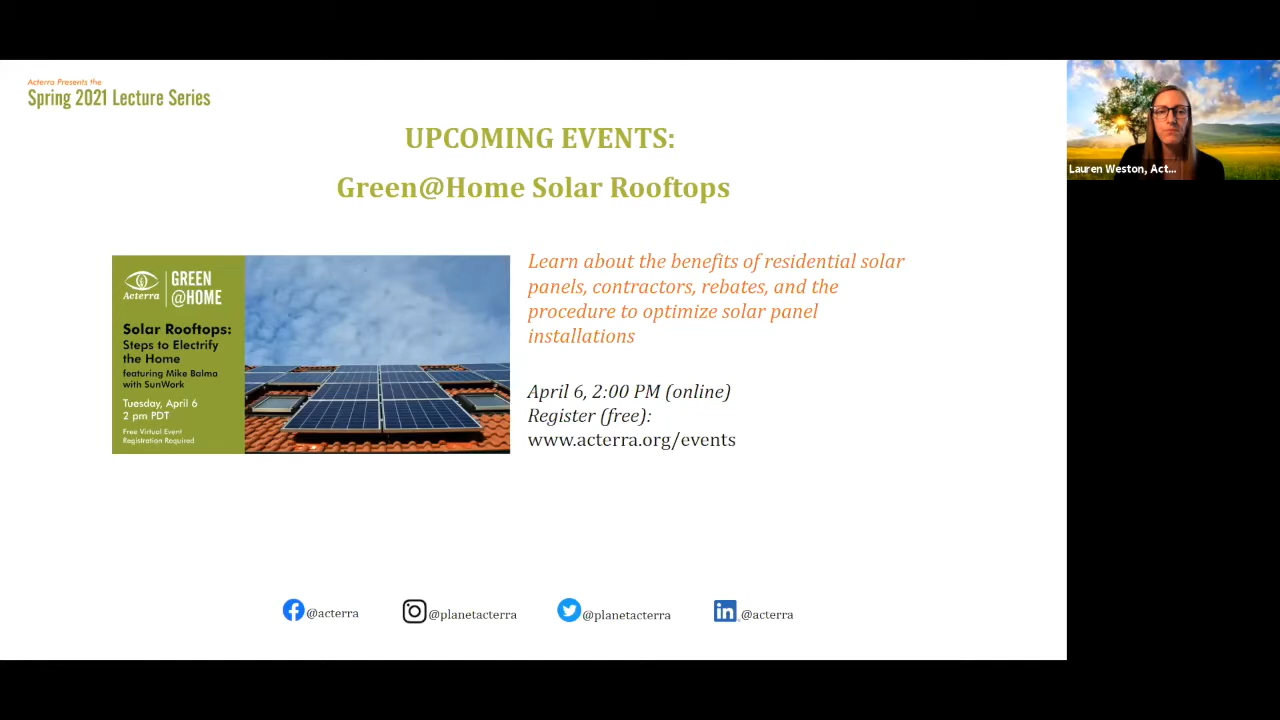 Acterra Presents the
Spring 2021 Lecture Series
UPCOMING EVENTS:
Green@Home Solar Rooftops
Acterra
GREEN
@HOME
Solar Rooftops:
Steps to Electrify
the Home
featuring Mike Balma
with SunWork
Tuesday, April 6
2 pm PDT
Free Virtual Event
Registration Required
Learn about the benefits of residential solar
panels, contractors, rebates, and the
procedure to optimize solar panel
installations
April 6, 2:00 PM (online)
Register (free):
www.acterra.org/events
@acterra
@planetacterra
@planetacterra
in
@acterra
Lauren Weston, Act...